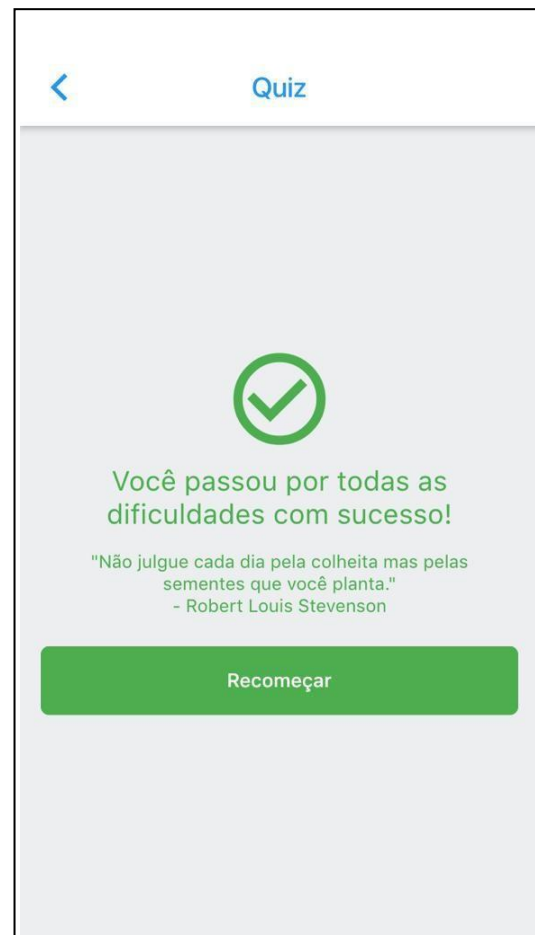 Quiz
Você passou por todas as
dificuldades com sucesso!
"Não julgue cada dia pela colheita mas pelas
sementes que você planta."
- Robert Louis Stevenson
Recomeçar